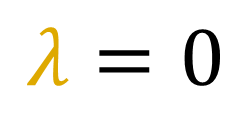 λ = 0